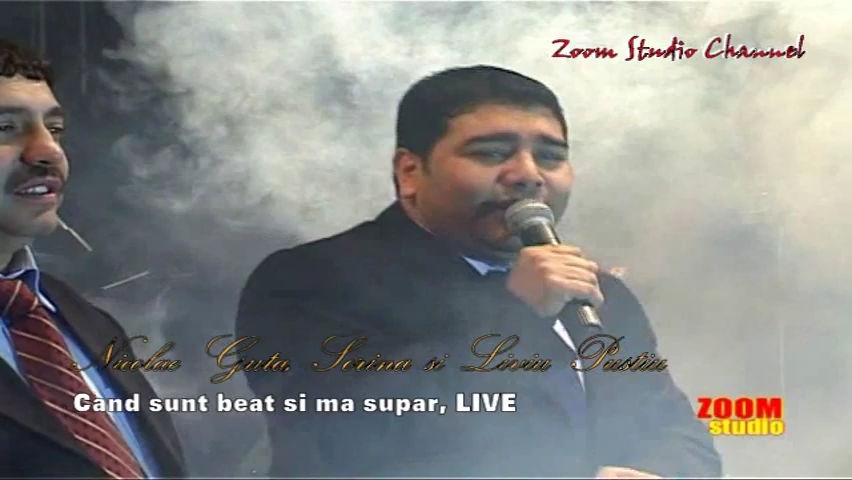 Zoom Studio Channel
Nicolae Guta, Sorina si Liviu Pustiu
Cand sunt beat si ma supar, LIVE
ZOOM
studio